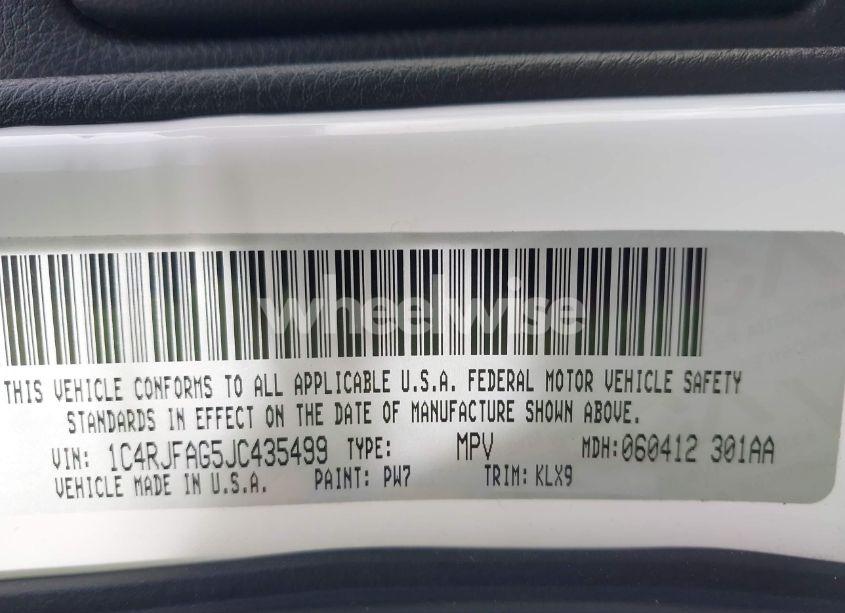 wheelwise
THIS VEHICLE CONFORMS TO ALL APPLICABLE U.S.A. FEDERAL MOTOR VEHICLE SAFETY
STANDARDS IN EFFECT ON THE DATE OF MANUFACTURE SHOWN ABOVE.
VIN: 1C4RJFAG5JC435499 TYPE: MPV MDH:060412 301AA
VEHICLE MADE IN U.S.A. PAINT: PW7 TRIM: KLX9